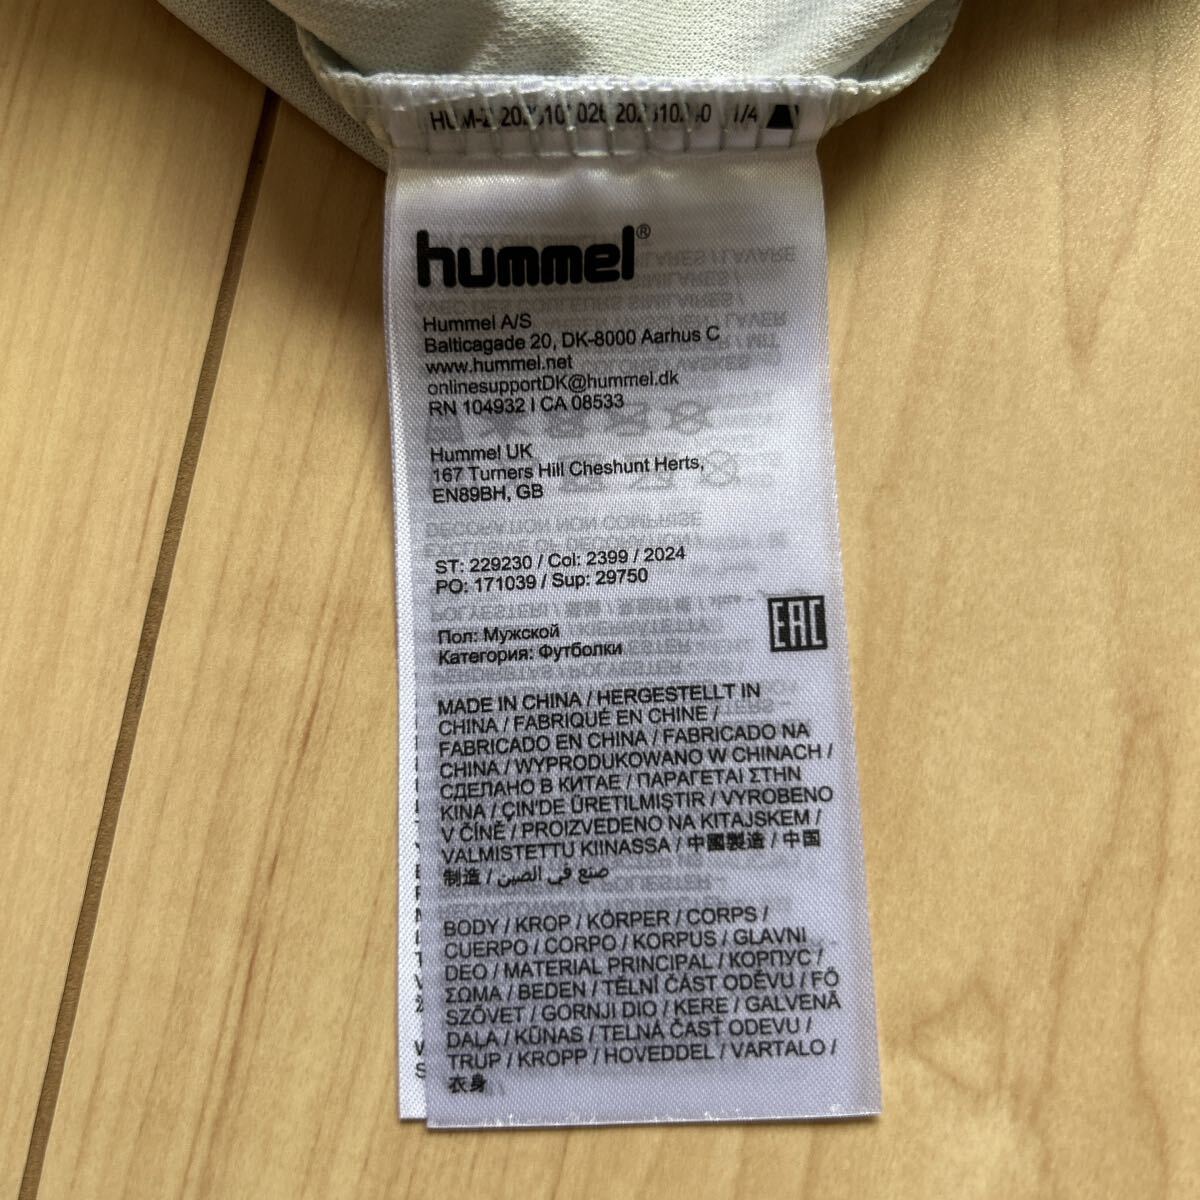 1/4
hummel®
Hummel A/S
Balticagade 20, DK-8000 Aarhus C
www.hummel.net
onlinesupportDK@hummel.dk
RN 104932 I CA 08533
Hummel UK
167 Turners Hill Cheshunt Herts,
EN89BH, GB
ST: 229230 / Col: 2399 / 2024
PO: 171039 / Sup: 29750
EAC
Пол: Мужской
Категория: Футболки
MADE IN CHINA / HERGESTELLT IN
CHINA / FABRIQUÉ EN CHINE /
FABRICADO EN CHINA / FABRICADO NA
CHINA / WYPRODUKOWANO W CHINACH /
СДЕЛАНО В КИТАЕ / ΠΑΡΑΓΕΤΑΙ ΣΤΗΝ
ΚΙΝΑ / ÇIN'DE ÜRETILMIŞTIR / VYROBENO
V ČÍNĚ / PROIZVEDENO NA KITAJSKEM /
VALMISTETTU KIINASSA / 中國製造 / 中国
制造 / صنع في الصين
BODY / KROP / KÖRPER / CORPS /
CUERPO / CORPO / KORPUS / GLAVNI
DEO / MATERIAL PRINCIPAL / КОРПУС /
ΣΩΜΑ / BEDEN / TĚLNÍ ČÁST ODĚVU / FŐ
SZÖVET / GORNJI DIO / KERE / GALVENĀ
DAĻA / KŪNAS / TELNÁ ČASŤ ODEVU /
TRUP / KROPP / HOVEDDEL / VARTALO /
衣身